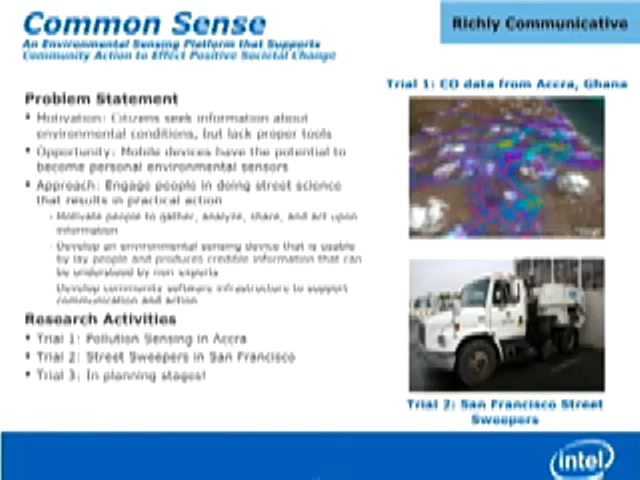 Common Sense
Richly Communicative
An Environmental Sensing Platform that Supports
Community Action to Effect Positive Societal Change
Problem Statement
Motivation: Citizens seek information about
environmental conditions, but lack proper tools
Opportunity: Mobile devices have the potential to
become personal environmental sensors
Approach: Engage people in doing street science
that results in practical action
- Motivate people to gather, analyze, share, and act upon
information
- Develop an environmental sensing device that is usable
by lay people and produces credible information that can
be understood by non experts
- Develop community software infrastructure to support
communication and action
Research Activities
Trial 1: Pollution Sensing in Accra
Trial 2: Street Sweepers in San Francisco
Trial 3: In planning stages!
Trial 1: CO data from Accra, Ghana
Trial 2: San Francisco Street
Sweepers
intel